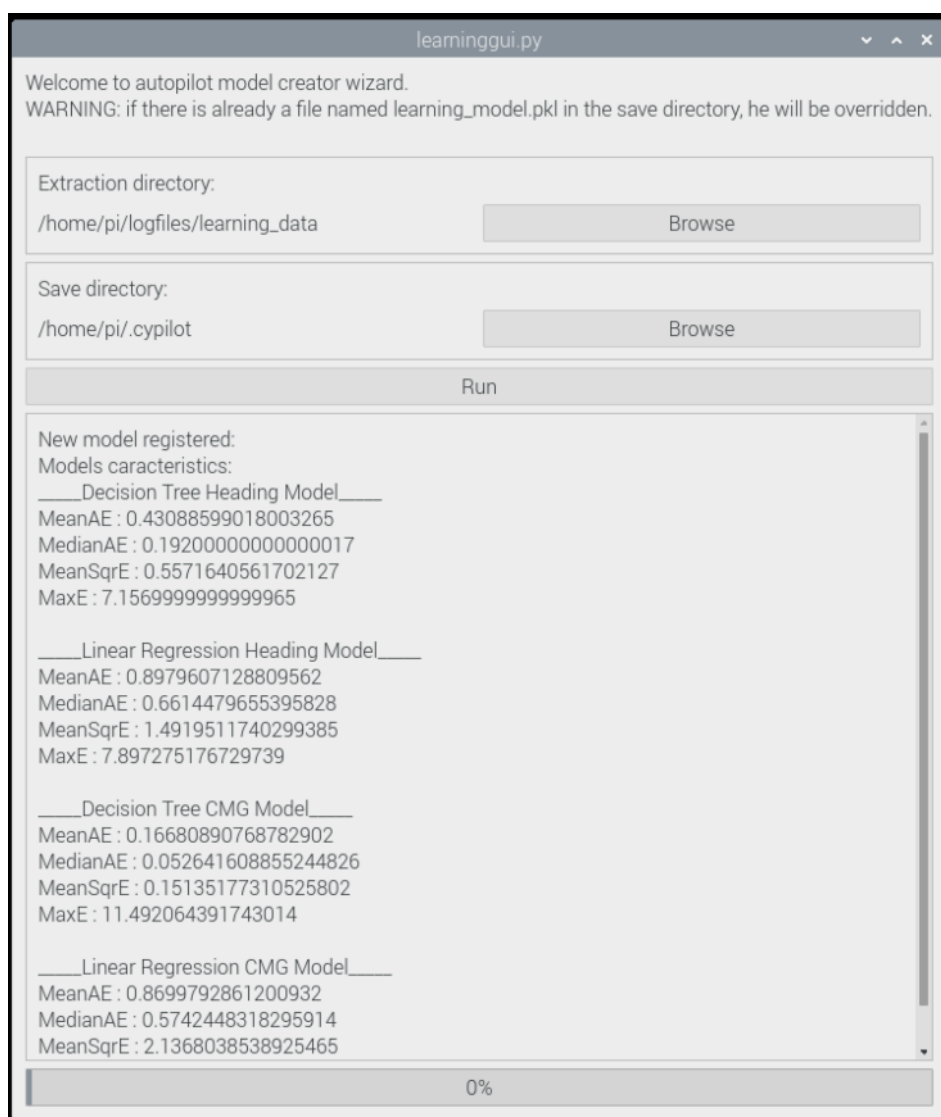 learninggui.py
Welcome to autopilot model creator wizard.
WARNING: if there is already a file named learning_model.pkl in the save directory, he will be overridden.
Extraction directory:
/home/pi/logfiles/learning_data
Browse
Save directory:
/home/pi/.cypilot
Browse
Run
New model registered:
Models caracteristics:
_____Decision Tree Heading Model_____
MeanAE : 0.43088599018003265
MedianAE : 0.19200000000000017
MeanSqrE : 0.5571640561702127
MaxE : 7.1569999999999965
_____Linear Regression Heading Model_____
MeanAE : 0.8979607128809562
MedianAE : 0.6614479655395828
MeanSqrE : 1.4919511740299385
MaxE : 7.897275176729739
_____Decision Tree CMG Model_____
MeanAE : 0.16680890768782902
MedianAE : 0.052641608855244826
MeanSqrE : 0.15135177310525802
MaxE : 11.492064391743014
_____Linear Regression CMG Model_____
MeanAE : 0.8699792861200932
MedianAE : 0.5742448318295914
MeanSqrE : 2.1368038538925465
0%